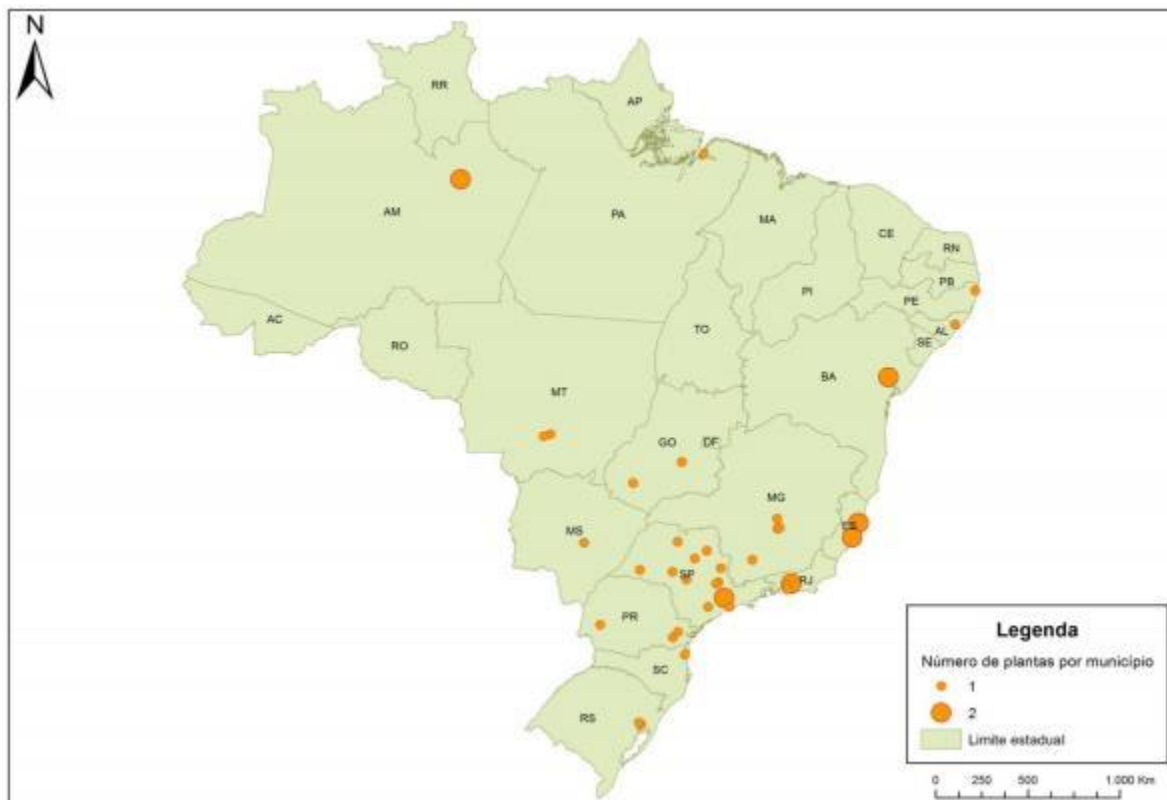 N
RR
AP
AM
PA
MA
CE
RN
PB
PE
PI
AL
SE
AC
TO
RO
BA
MT
GO
DF
MG
MS
ES
SP
RJ
PR
SC
RS
Legenda
Número de plantas por município
1
2
Limite estadual
0 250 500 1.000 Km